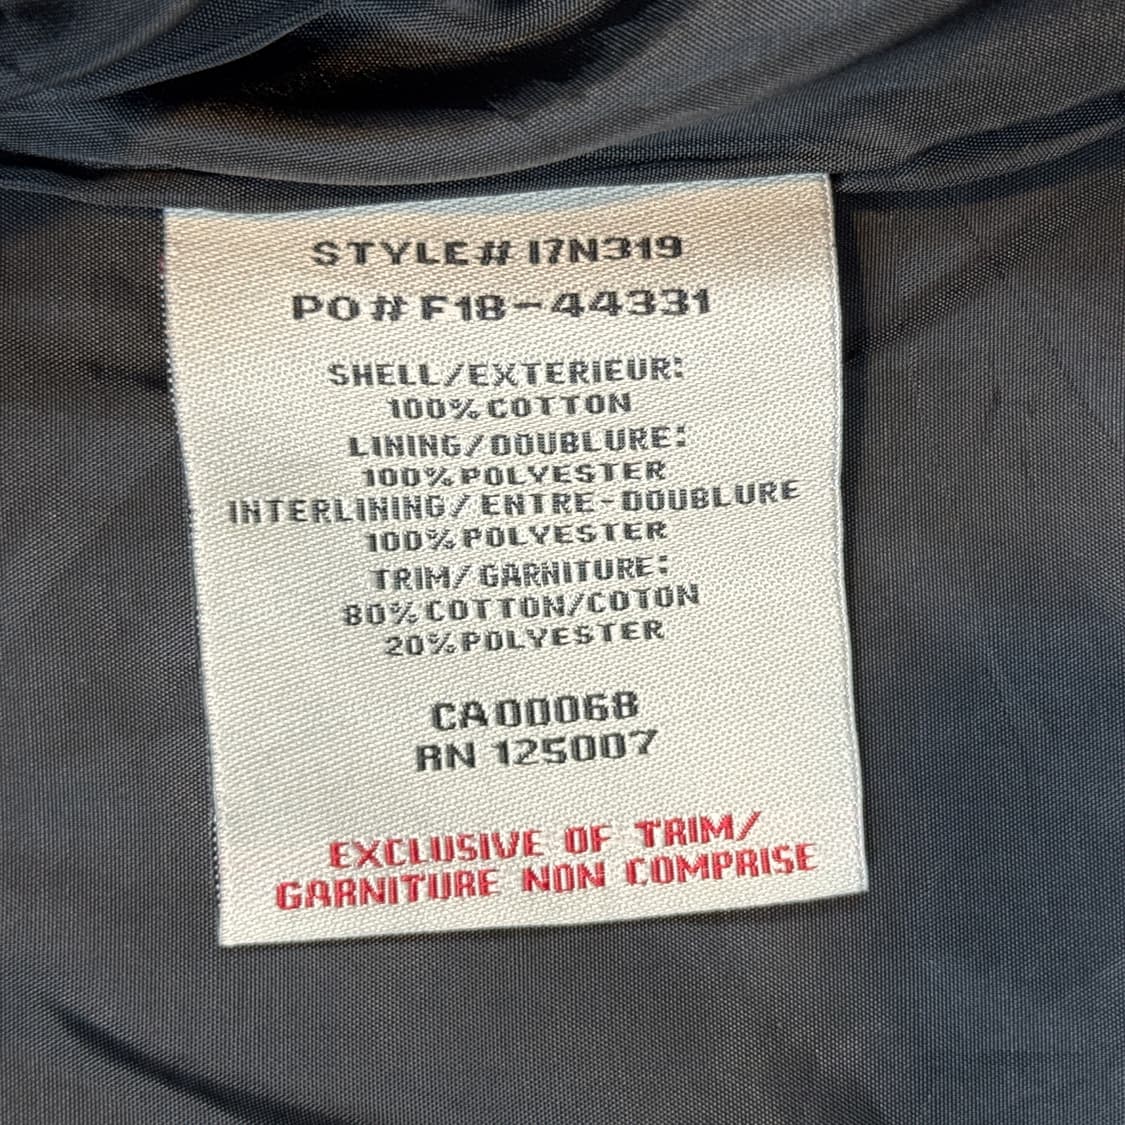 STYLE# I7N319
PO# F18-44331
SHELL/EXTERIEUR:
100% COTTON
LINING/DOUBLURE:
100% POLYESTER
INTERLINING/ENTRE-DOUBLURE
100% POLYESTER
TRIM/GARNITURE:
80% COTTON/COTON
20% POLYESTER
CA00068
RN 125007
EXCLUSIVE OF TRIM/
GARNITURE NON COMPRISE